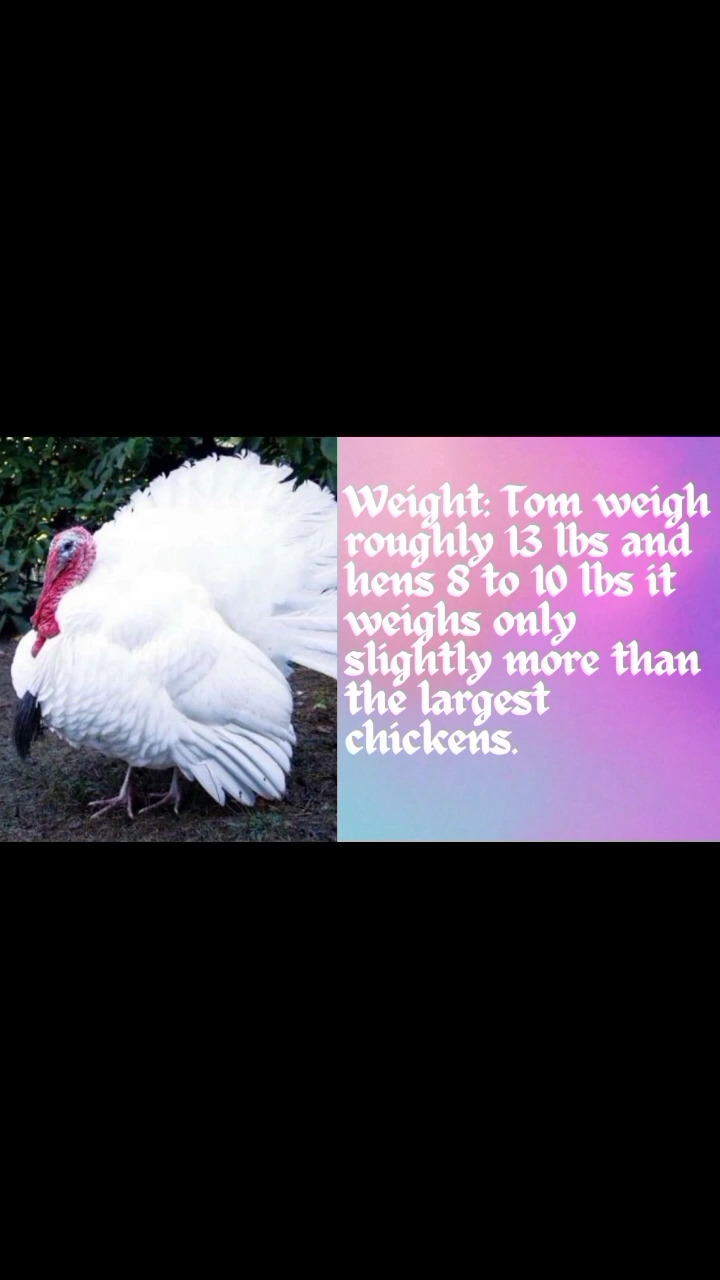 Weight: Tom weigh
roughly 13 lbs and
hens 8 to 10 lbs it
weighs only
slightly more than
the largest
chickens.